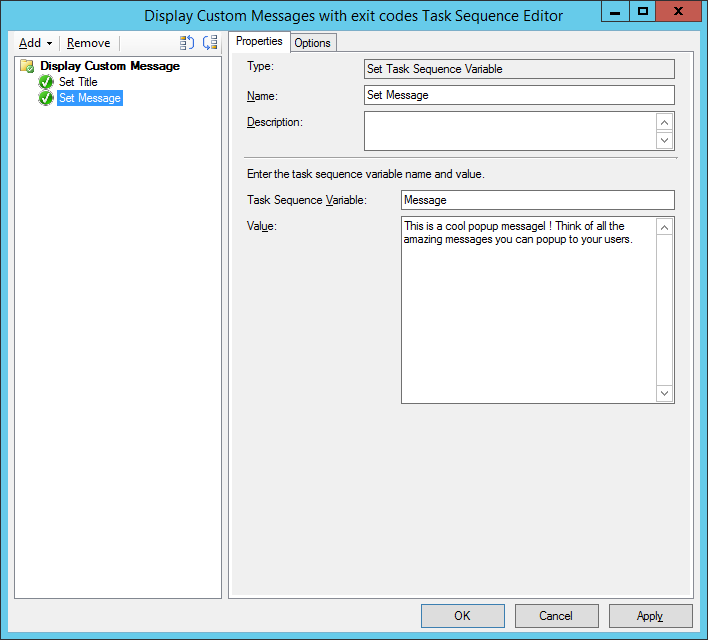 Display Custom Messages with exit codes Task Sequence Editor
Add Remove
Properties Options
Display Custom Message
Set Title
Set Message
Type: Set Task Sequence Variable
Name: Set Message
Description:
Enter the task sequence variable name and value.
Task Sequence Variable: Message
Value: This is a cool popup messagel ! Think of all the
amazing messages you can popup to your users.
OK Cancel Apply